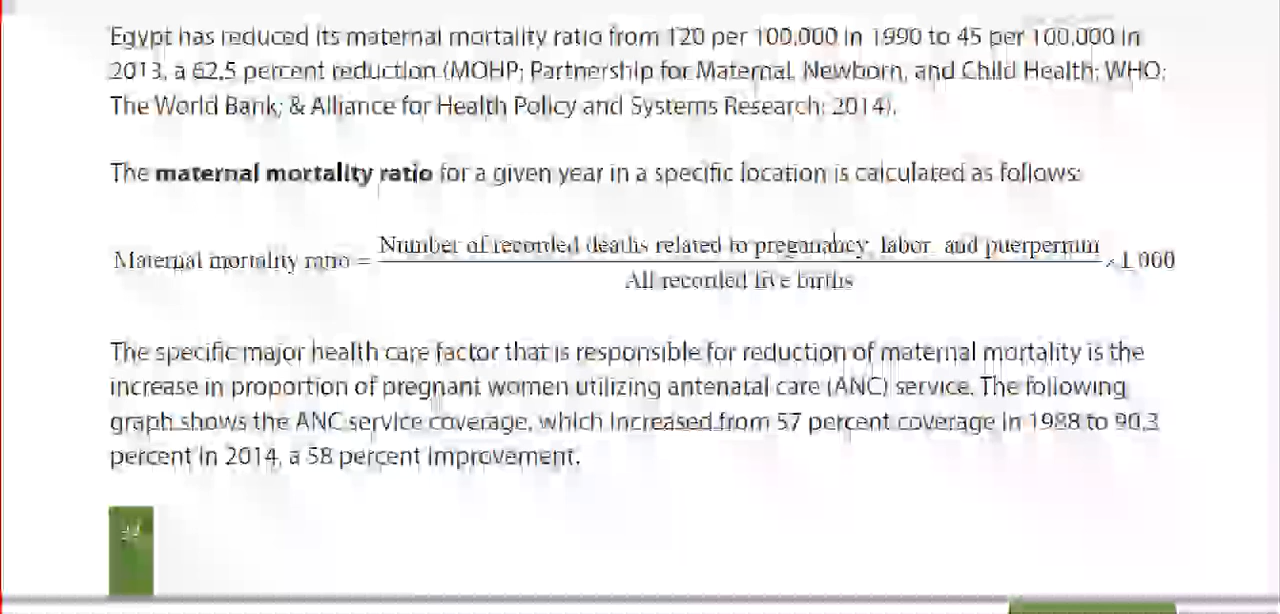 Egypt has reduced its maternal mortality ratio from 120 per 100,000 in 1990 to 45 per 100,000 in
2013, a 62.5 percent reduction (MOHP; Partnership for Maternal, Newborn, and Child Health; WHO;
The World Bank; & Alliance for Health Policy and Systems Research; 2014).
The maternal mortality ratio for a given year in a specific location is calculated as follows:
Maternal mortality ratio = Number of recorded deaths related to preganahcy, labor and puerperium
All recorded live births × 1000
The specific major health care factor that is responsible for reduction of maternal mortality is the
increase in proportion of pregnant women utilizing antenatal care (ANC) service. The following
graph shows the ANC service coverage, which increased from 57 percent coverage in 1988 to 90.3
percent in 2014, a 58 percent improvement.